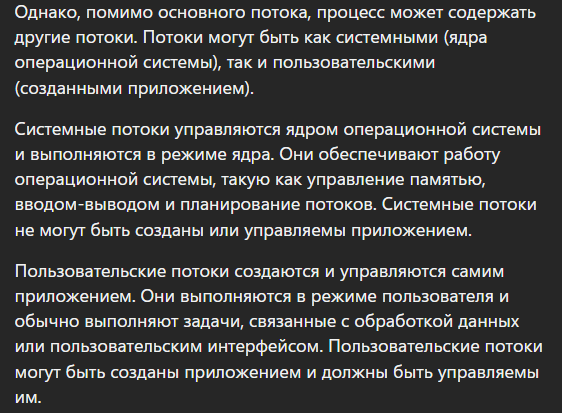 Однако, помимо основного потока, процесс может содержать
другие потоки. Потоки могут быть как системными (ядра
операционной системы), так и пользовательскими
(созданными приложением).
Системные потоки управляются ядром операционной системы
и выполняются в режиме ядра. Они обеспечивают работу
операционной системы, такую как управление памятью,
вводом-выводом и планирование потоков. Системные потоки
не могут быть созданы или управляемы приложением.
Пользовательские потоки создаются и управляются самим
приложением. Они выполняются в режиме пользователя и
обычно выполняют задачи, связанные с обработкой данных
или пользовательским интерфейсом. Пользовательские потоки
могут быть созданы приложением и должны быть управляемы
им.